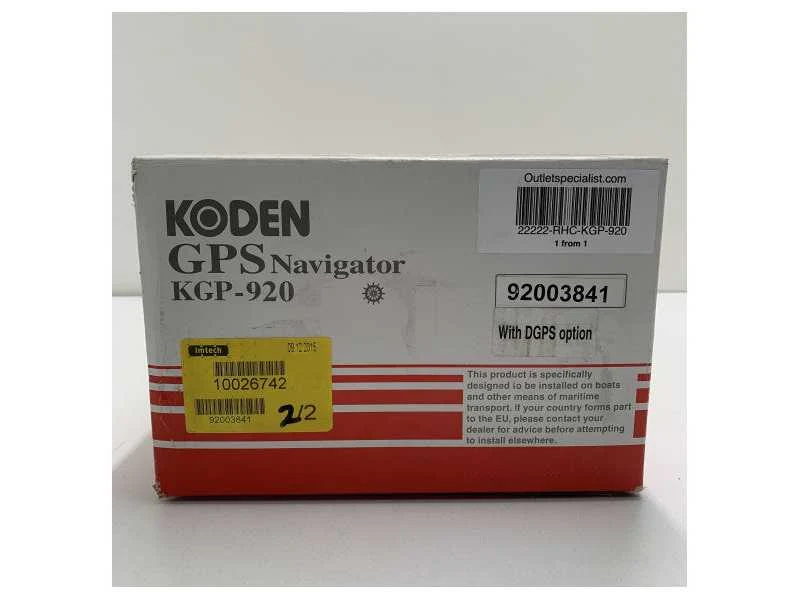 Outletspecialist.com
22222-RHC-KGP-920
1 from 1
KODEN
GPS Navigator
KGP-920
92003841
With DGPS option
Imtech
09.12.2015
10026742
92003841
2/2
This product is specifically
designed to be installed on boats
and other means of maritime
transport. If your country forms part
to the EU, please contact your
dealer for advice before attempting
to install elsewhere.